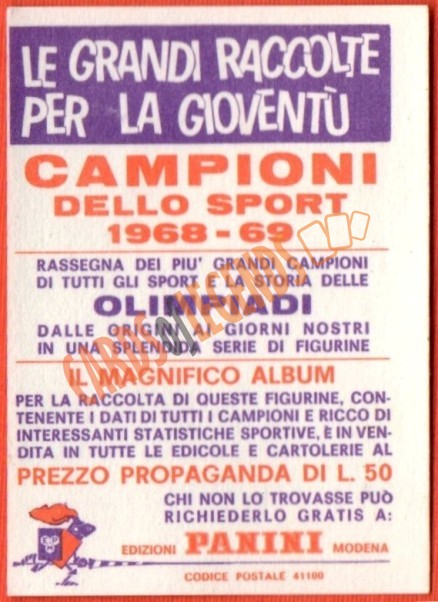 LE GRANDI RACCOLTE
PER LA GIOVENTÙ
CAMPIONI
DELLO SPORT
1968-69
RASSEGNA DEI PIU' GRANDI CAMPIONI
DI TUTTI GLI SPORT E LA STORIA DELLE
OLIMPIADI
DALLE ORIGINI AI GIORNI NOSTRI
IN UNA SPLENDIDA SERIE DI FIGURINE
IL MAGNIFICO ALBUM
PER LA RACCOLTA DI QUESTE FIGURINE, CON-
TENENTE I DATI DI TUTTI I CAMPIONI E RICCO DI
INTERESSANTI STATISTICHE SPORTIVE, È IN VEN-
DITA IN TUTTE LE EDICOLE E CARTOLERIE AL
PREZZO PROPAGANDA DI L. 50
CHI NON LO TROVASSE PUÒ
RICHIEDERLO GRATIS A:
EDIZIONI PANINI MODENA
CODICE POSTALE 41100
CARDSOFLEGENDS